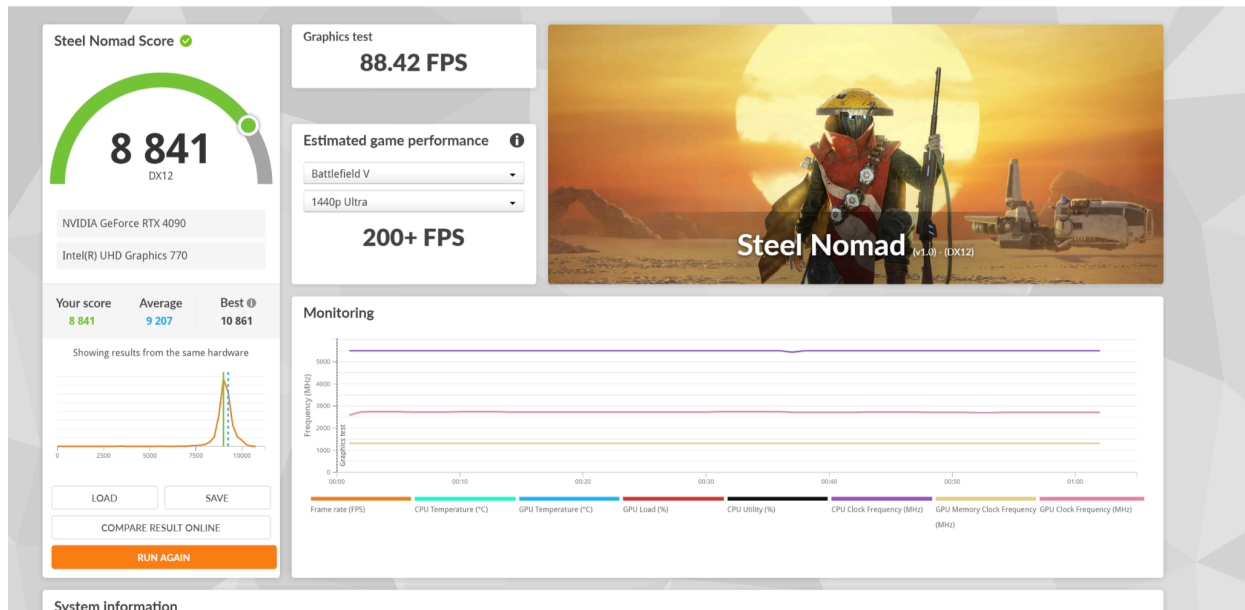 Steel Nomad Score
8 841
DX12
NVIDIA GeForce RTX 4090
Intel(R) UHD Graphics 770
Your score Average Best
8 841 9 207 10 861
Showing results from the same hardware
0 2500 5000 7500 10000
LOAD SAVE
COMPARE RESULT ONLINE
RUN AGAIN
Graphics test
88.42 FPS
Estimated game performance
Battlefield V
1440p Ultra
200+ FPS
Steel Nomad (v1.0) - (DX12)
Monitoring
Frequency (MHz)
5000
4000
3000
2000
1000
0
Graphics test
00:00 00:10 00:20 00:30 00:40 00:50 01:00
Frame rate (FPS) CPU Temperature (°C) GPU Temperature (°C) GPU Load (%) CPU Utility (%) CPU Clock Frequency (MHz) GPU Memory Clock Frequency (MHz) GPU Clock Frequency (MHz)
System information